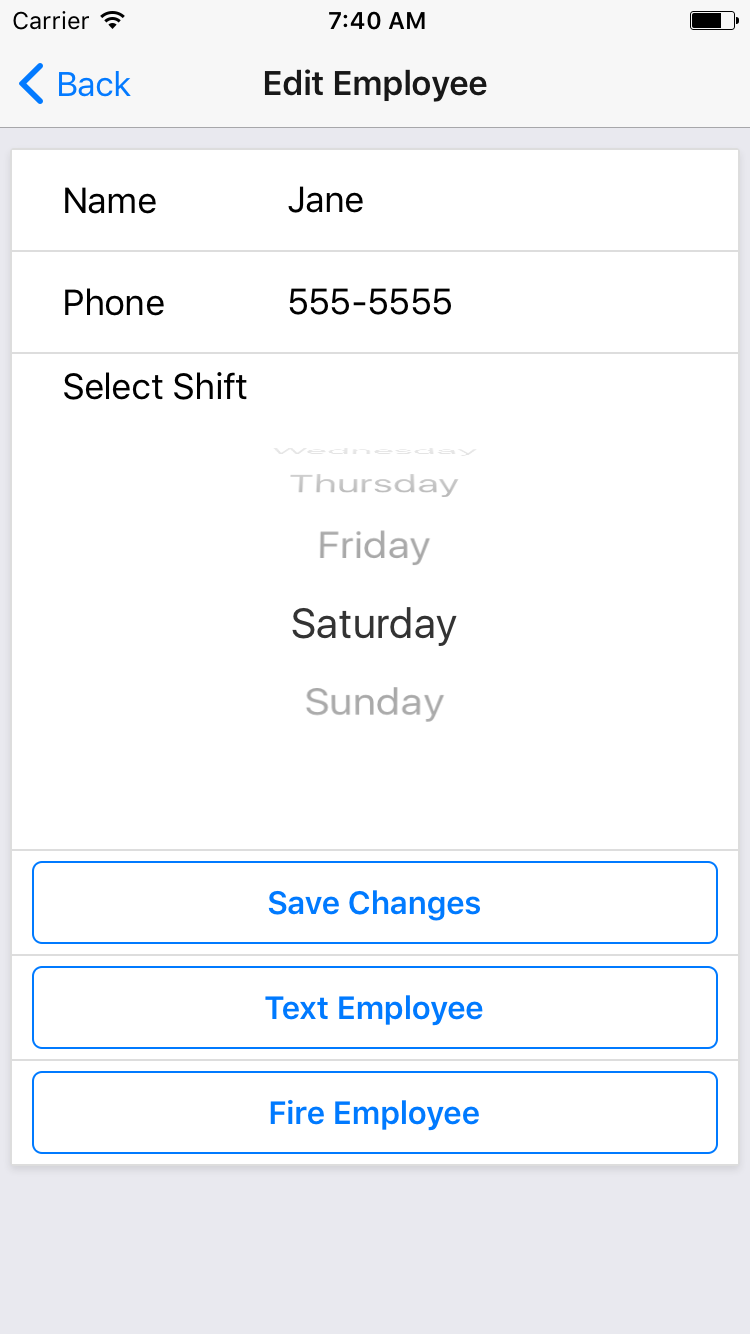 Carrier 7:40 AM
Back Edit Employee
Name Jane
Phone 555-5555
Select Shift
Wednesday
Thursday
Friday
Saturday
Sunday
Save Changes
Text Employee
Fire Employee